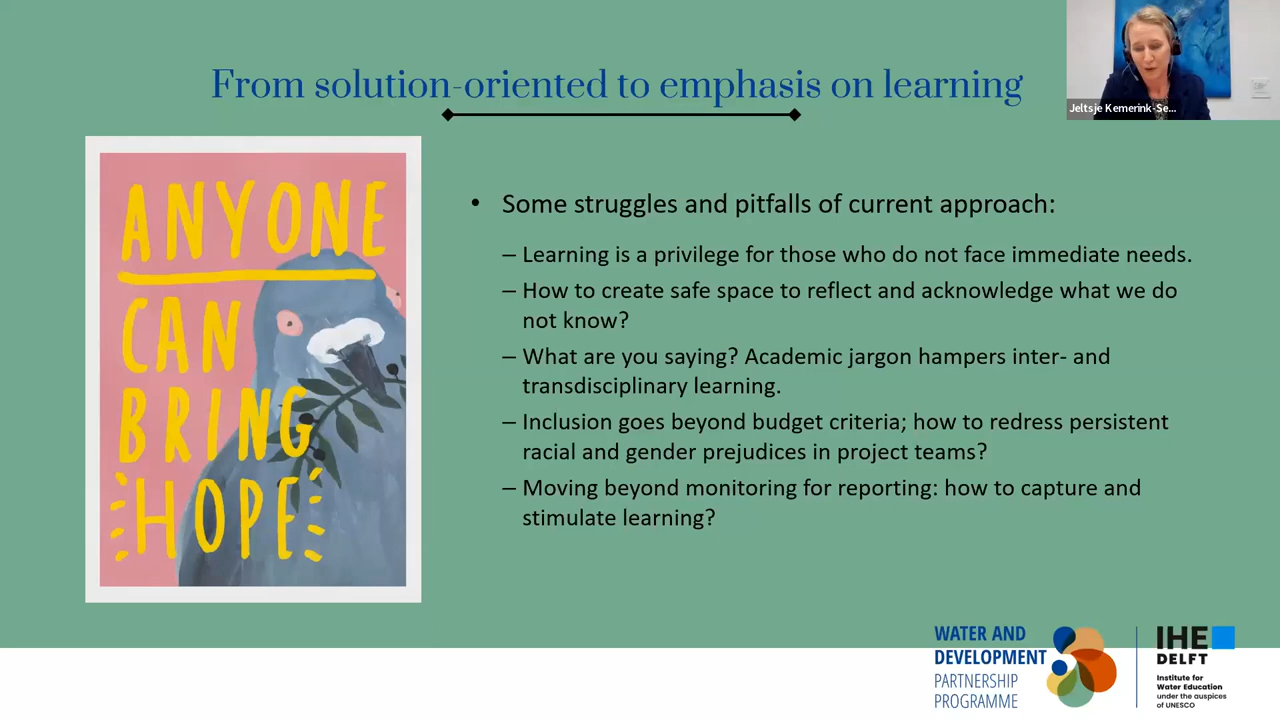 Jeltsje Kemerink-Se...
From solution-oriented to emphasis on learning
ANYONE
CAN
BRING
HOPE
• Some struggles and pitfalls of current approach:
– Learning is a privilege for those who do not face immediate needs.
– How to create safe space to reflect and acknowledge what we do
not know?
– What are you saying? Academic jargon hampers inter- and
transdisciplinary learning.
– Inclusion goes beyond budget criteria; how to redress persistent
racial and gender prejudices in project teams?
– Moving beyond monitoring for reporting: how to capture and
stimulate learning?
WATER AND
DEVELOPMENT
PARTNERSHIP
PROGRAMME
IHE
DELFT
Institute for
Water Education
under the auspices
of UNESCO